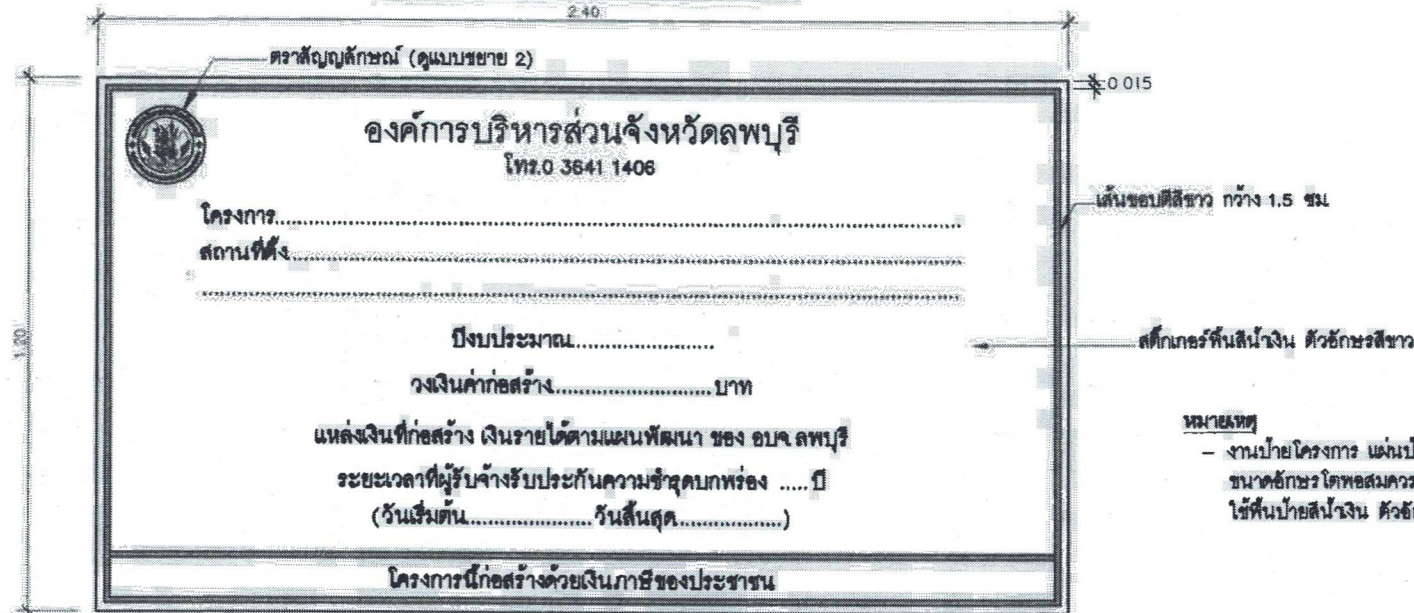 2.40
ตราสัญญลักษณ์ (ดูแบบขยาย 2)
0.015
องค์การบริหารส่วนจังหวัดลพบุรี
โทร.0 3641 1406
เส้นขอบตีสีขาว กว้าง 1.5 ซม.
โครงการ........................................
สถานที่ตั้ง........................................
........................................
1.20
ปีงบประมาณ........................
สติ๊กเกอร์พื้นสีน้ำเงิน ตัวอักษรสีขาว
วงเงินค่าก่อสร้าง...........................บาท
หมายเหตุ
แหล่งเงินที่ก่อสร้าง เงินรายได้ตามแผนพัฒนา ของ อบจ.ลพบุรี
- งานป้ายโครงการ
ขนาดอักษรโตพอสมควร
ระยะเวลาที่ผู้รับจ้างรับประกันความชำรุดบกพร่อง .....ปี
ใช้พื้นป้ายสีน้ำเงิน
(วันเริ่มต้น......................วันสิ้นสุด..................)
โครงการนี้ก่อสร้างด้วยเงินภาษีของประชาชน